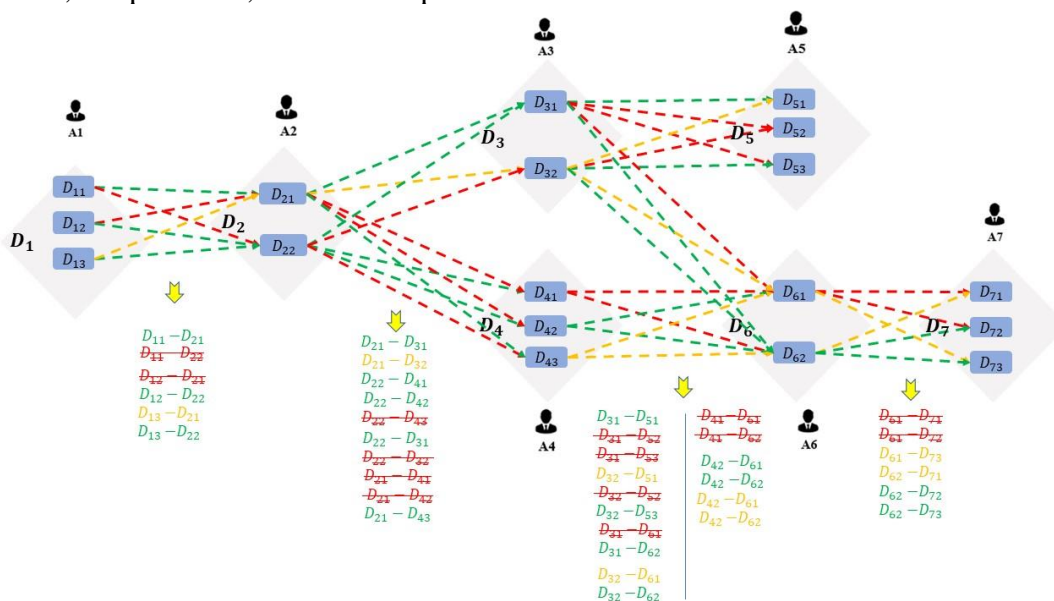 A3
A5
A1
A2
D31
D32
D3
D51
D52
D53
D5
D11
D12
D13
D1
D21
D22
D2
A7
D41
D42
D43
D4
D61
D62
D6
D71
D72
D73
D7
A4
A6
D11 − D21
D11 − D22
D12 − D21
D12 − D22
D13 − D21
D13 − D22
D21 − D31
D21 − D32
D22 − D41
D22 − D42
D22 − D43
D22 − D31
D22 − D32
D21 − D41
D21 − D42
D21 − D43
D31 − D51
D31 − D52
D31 − D53
D32 − D51
D32 − D52
D32 − D53
D31 − D61
D31 − D62
D32 − D61
D32 − D62
D41 − D61
D41 − D62
D42 − D61
D42 − D62
D42 − D61
D42 − D62
D61 − D71
D61 − D72
D61 − D73
D62 − D71
D62 − D72
D62 − D73